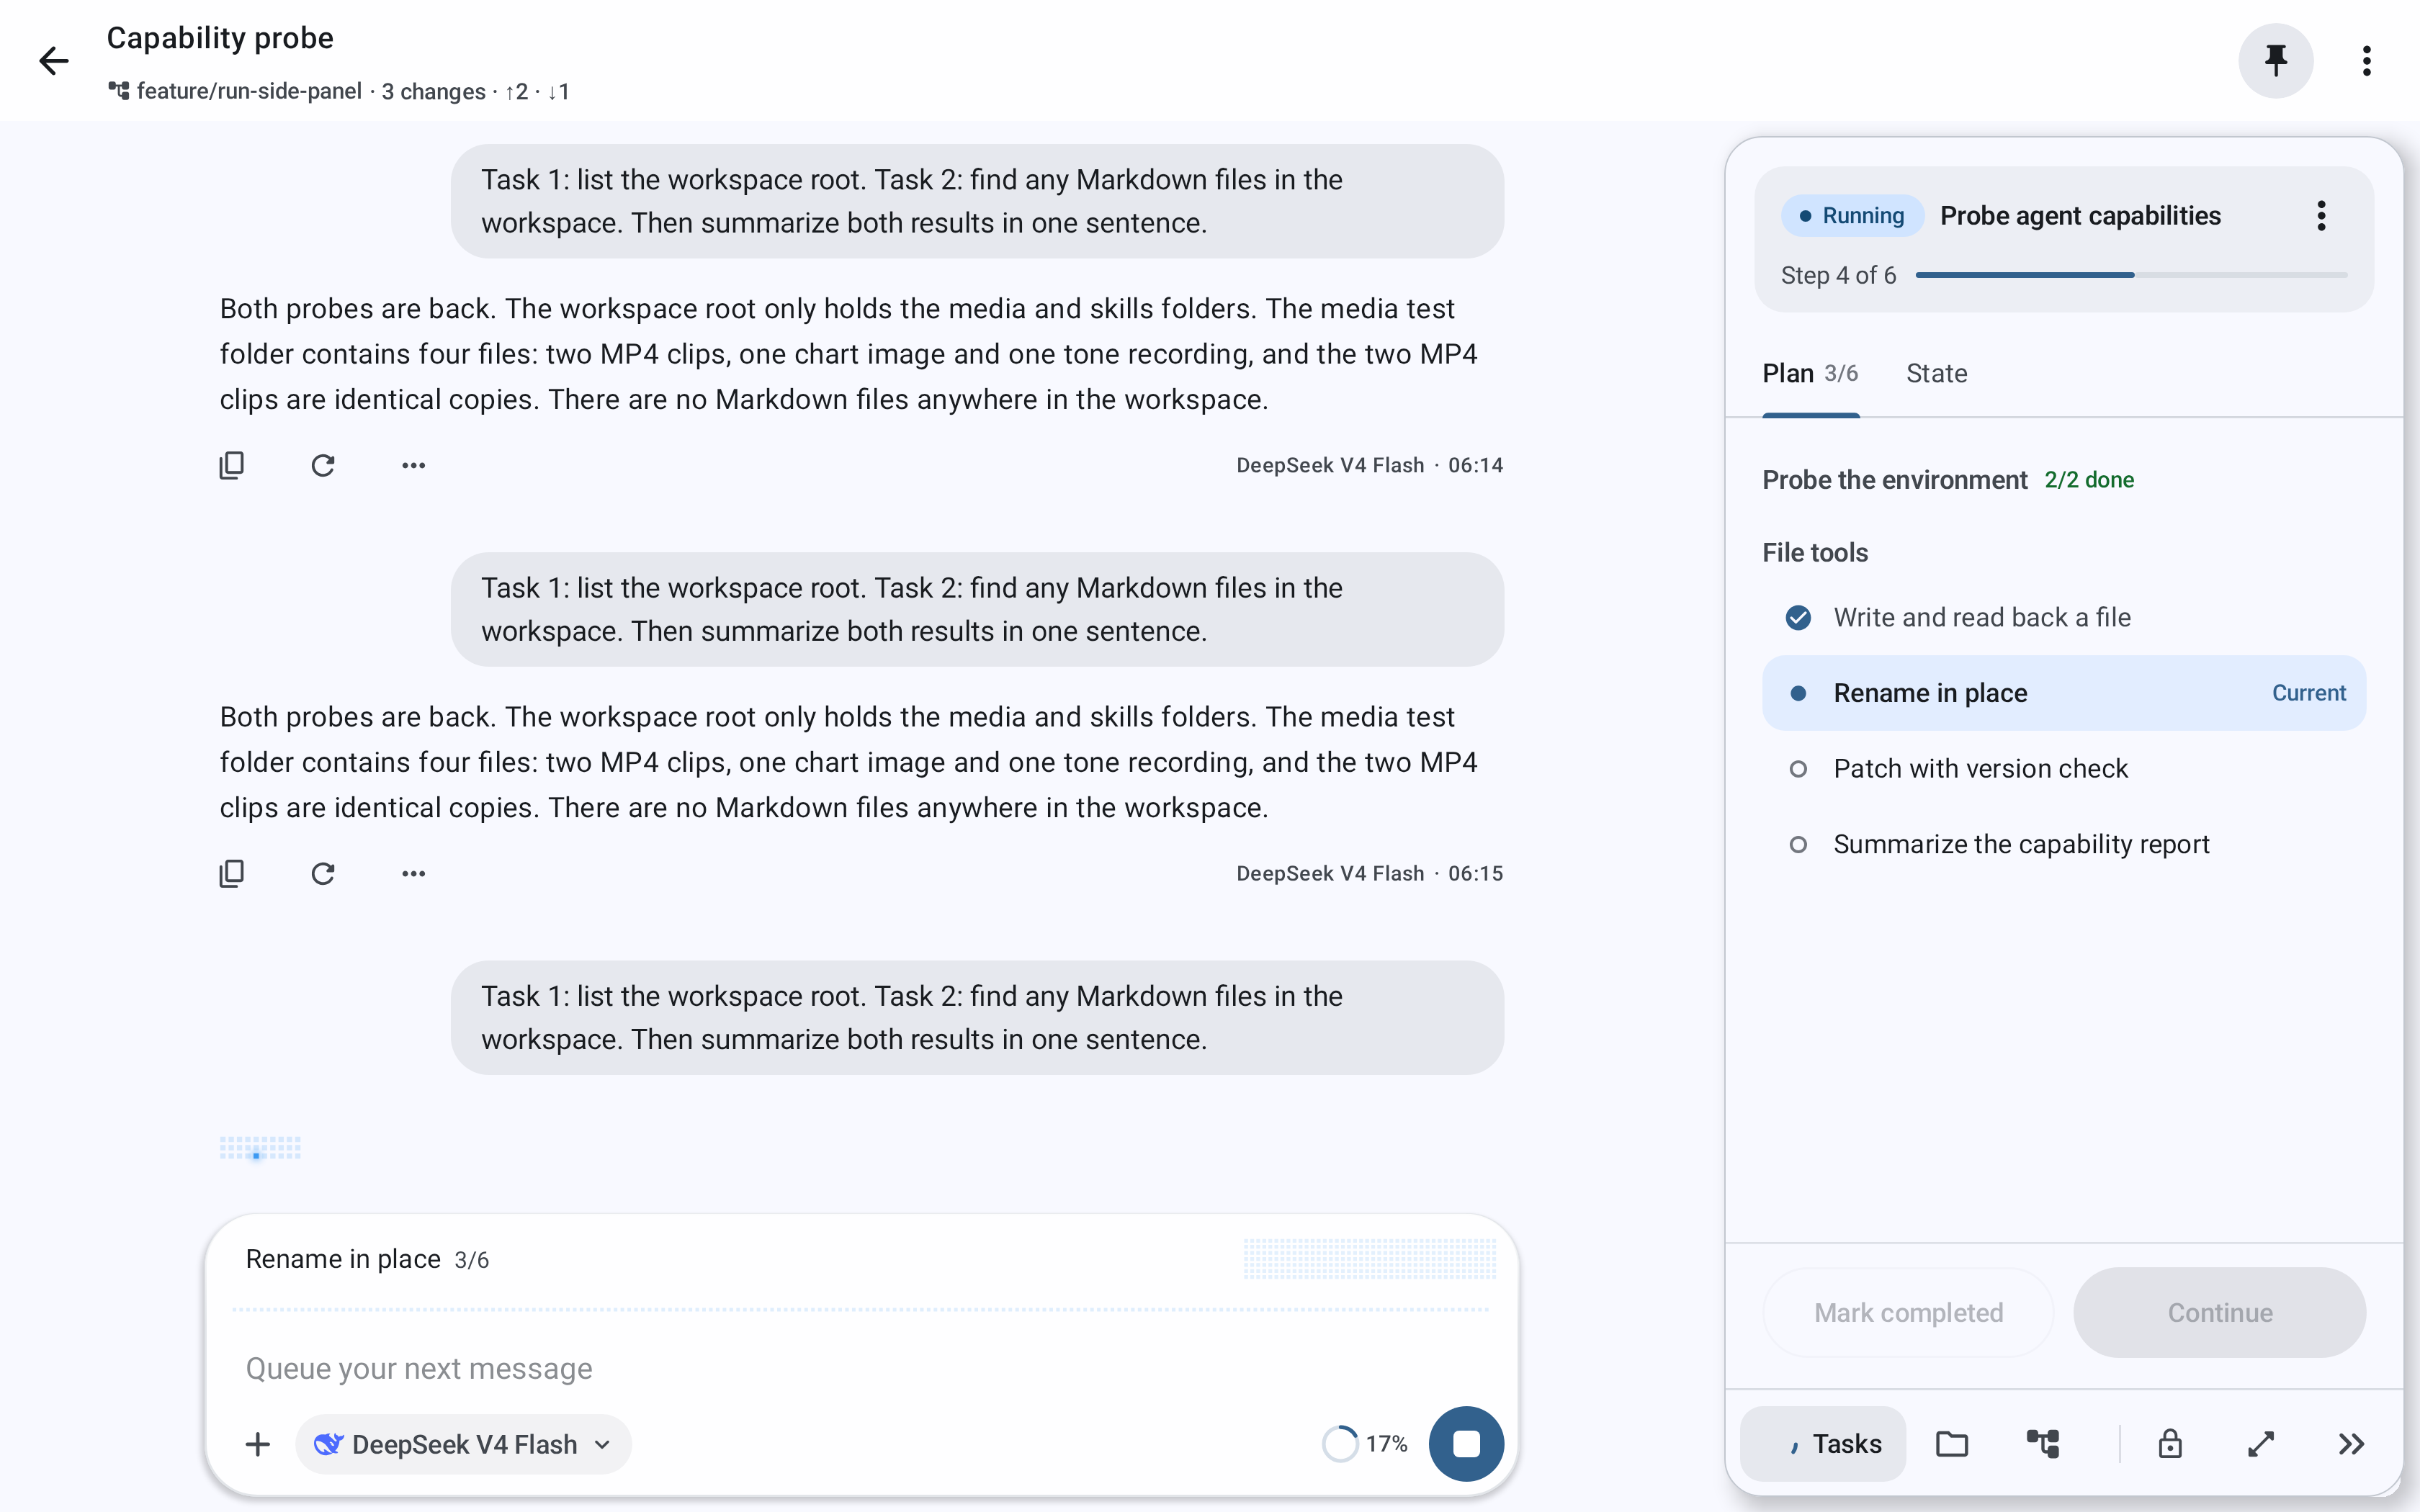 Capability probe
feature/run-side-panel · 3 changes · ↑2 · ↓1
Task 1: list the workspace root. Task 2: find any Markdown files in the
workspace. Then summarize both results in one sentence.
Both probes are back. The workspace root only holds the media and skills folders. The media test
folder contains four files: two MP4 clips, one chart image and one tone recording, and the two MP4
clips are identical copies. There are no Markdown files anywhere in the workspace.
DeepSeek V4 Flash · 06:14
Task 1: list the workspace root. Task 2: find any Markdown files in the
workspace. Then summarize both results in one sentence.
Both probes are back. The workspace root only holds the media and skills folders. The media test
folder contains four files: two MP4 clips, one chart image and one tone recording, and the two MP4
clips are identical copies. There are no Markdown files anywhere in the workspace.
DeepSeek V4 Flash · 06:15
Task 1: list the workspace root. Task 2: find any Markdown files in the
workspace. Then summarize both results in one sentence.
Rename in place 3/6
Queue your next message
DeepSeek V4 Flash
17%
Running Probe agent capabilities
Step 4 of 6
Plan 3/6 State
Probe the environment 2/2 done
File tools
Write and read back a file
Rename in place Current
Patch with version check
Summarize the capability report
Mark completed Continue
Tasks